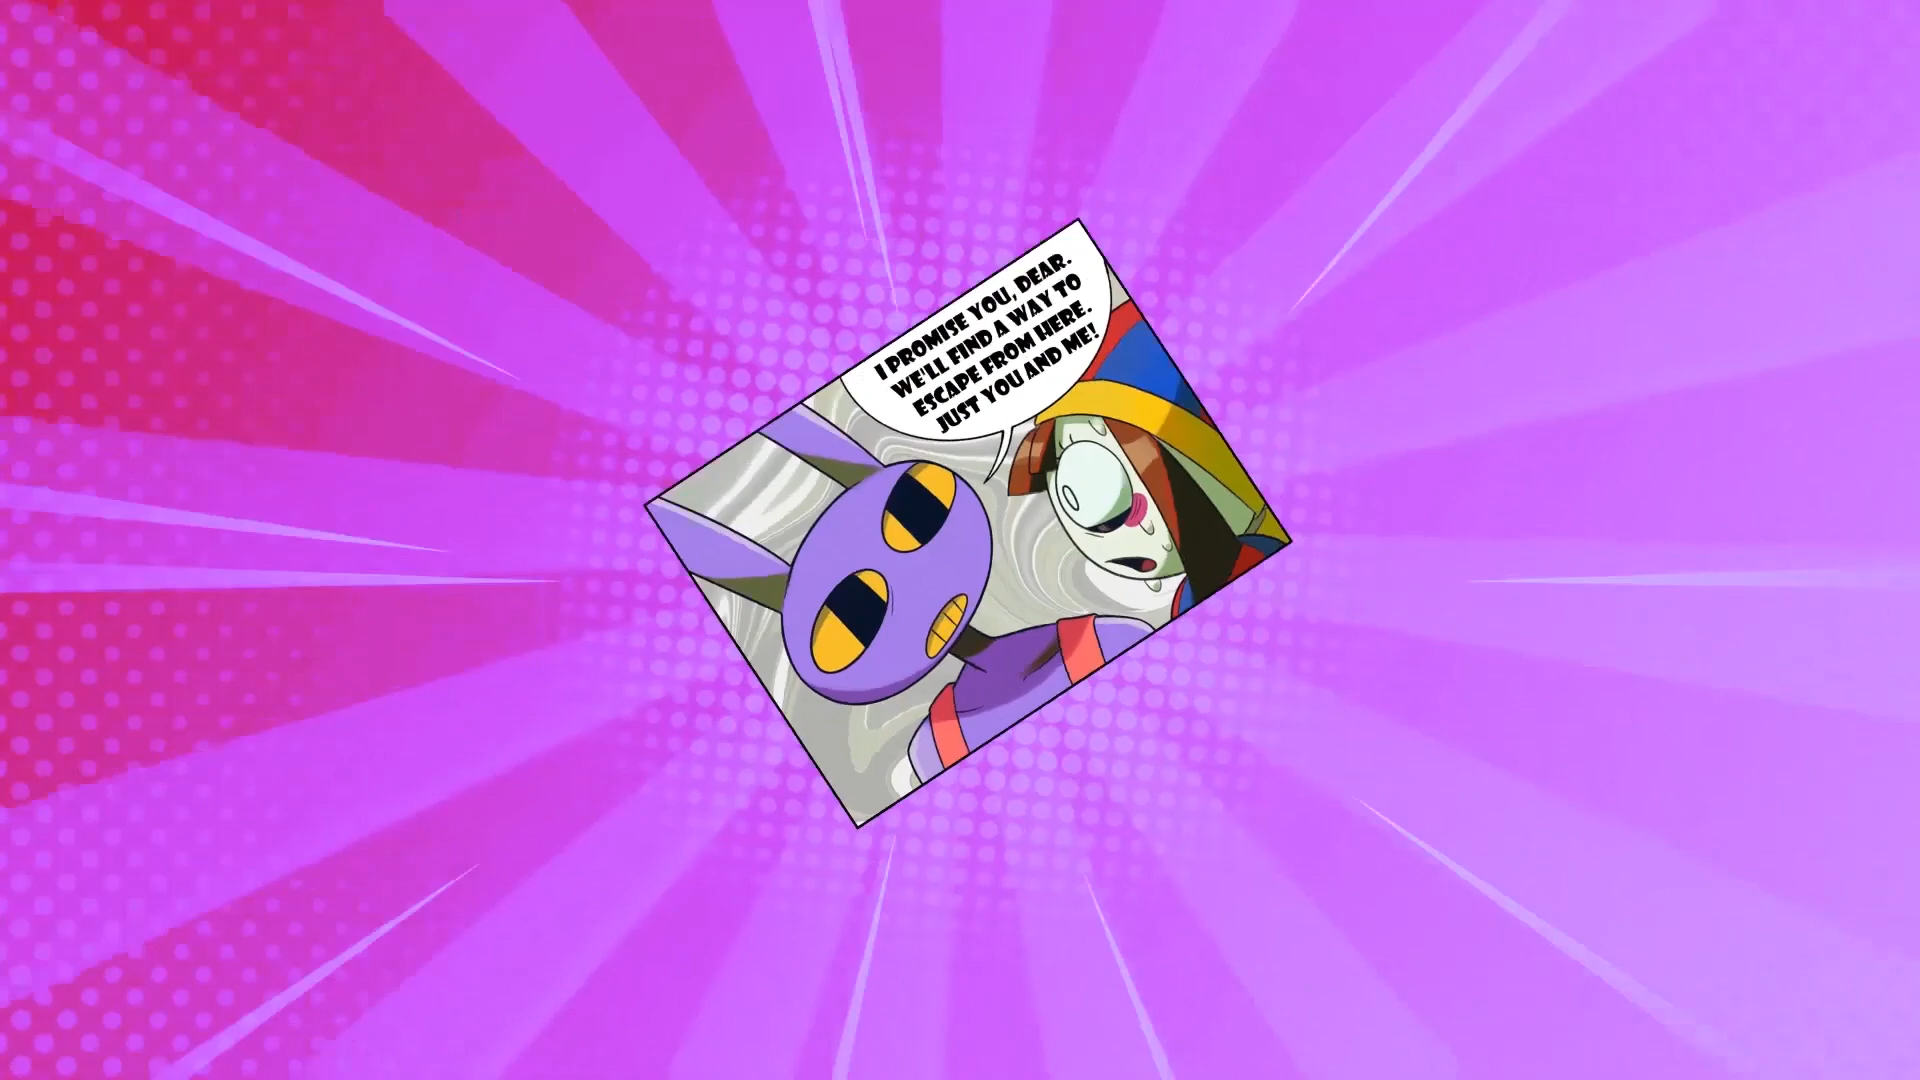 I PROMISE YOU, DEAR.
WE'LL FIND A WAY TO
ESCAPE FROM HERE.
JUST YOU AND ME!